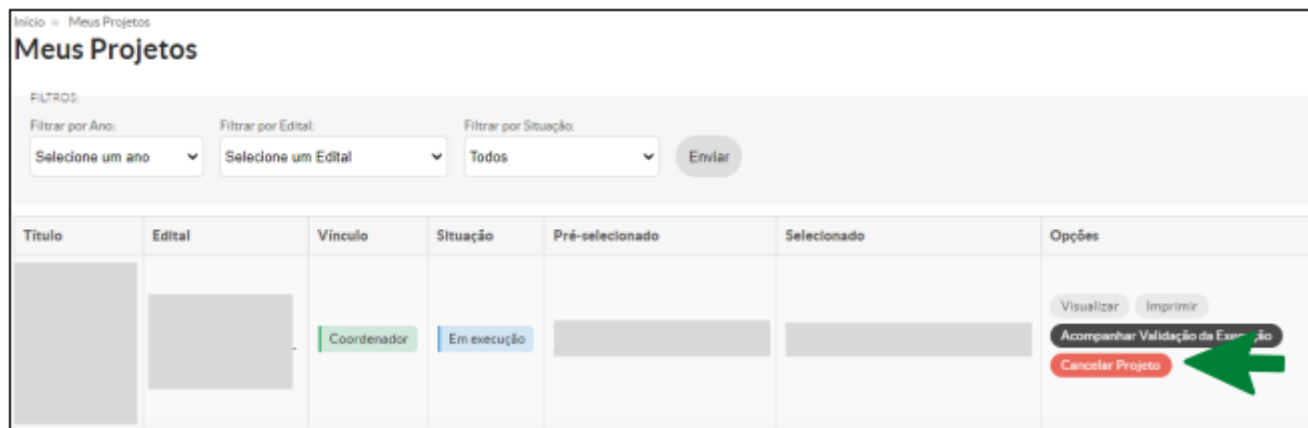 Início » Meus Projetos
Meus Projetos
FILTROS:
Filtrar por Ano: Filtrar por Edital: Filtrar por Situação:
Selecione um ano Selecione um Edital Todos Enviar
Título Edital Vínculo Situação Pré-selecionado Selecionado Opções
Visualizar Imprimir
Coordenador Em execução Acompanhar Validação da Execução
Cancelar Projeto